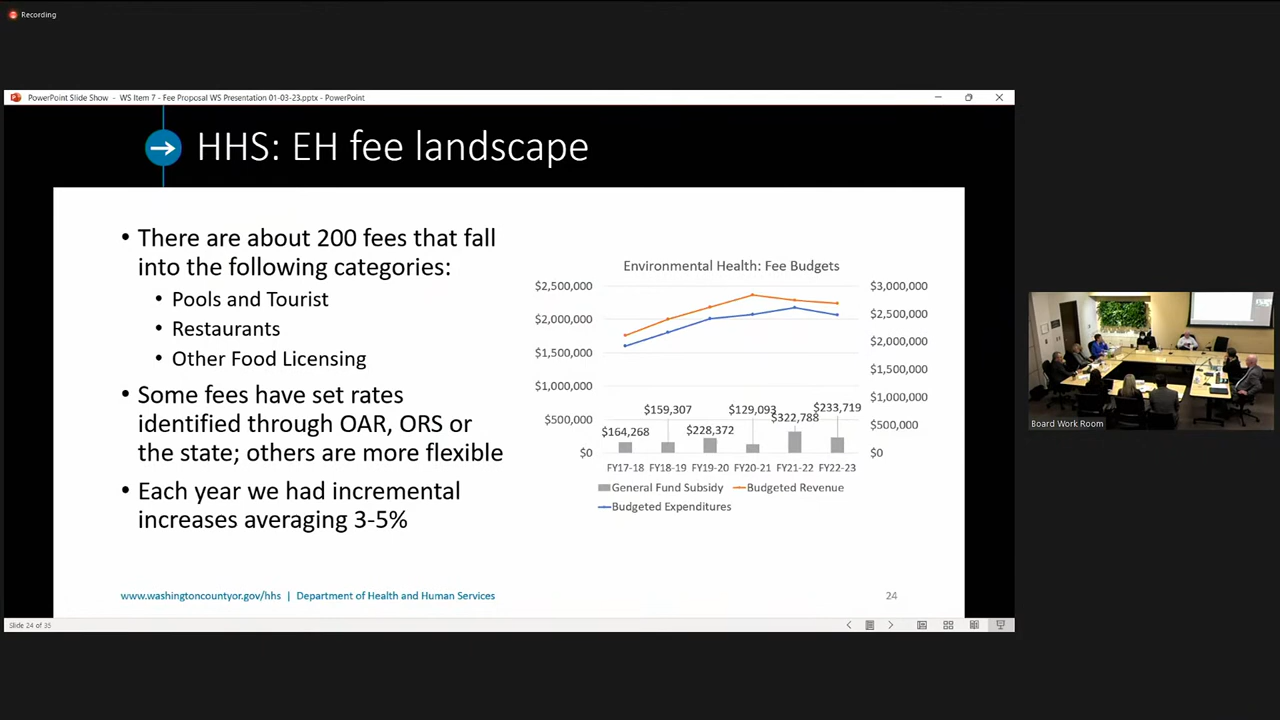 Recording
PowerPoint Slide Show - WS Item 7 - Fee Proposal WS Presentation 01-03-23.pptx - PowerPoint
HHS: EH fee landscape
• There are about 200 fees that fall
into the following categories:
• Pools and Tourist
• Restaurants
• Other Food Licensing
• Some fees have set rates
identified through OAR, ORS or
the state; others are more flexible
• Each year we had incremental
increases averaging 3-5%
Environmental Health: Fee Budgets
$2,500,000
$2,000,000
$1,500,000
$1,000,000
$500,000
$0
$3,000,000
$2,500,000
$2,000,000
$1,500,000
$1,000,000
$500,000
$0
$164,268
$159,307
$228,372
$129,093
$322,788
$233,719
FY17-18 FY18-19 FY19-20 FY20-21 FY21-22 FY22-23
General Fund Subsidy Budgeted Revenue
Budgeted Expenditures
www.washingtoncountyor.gov/hhs | Department of Health and Human Services
24
Slide 24 of 35
Board Work Room